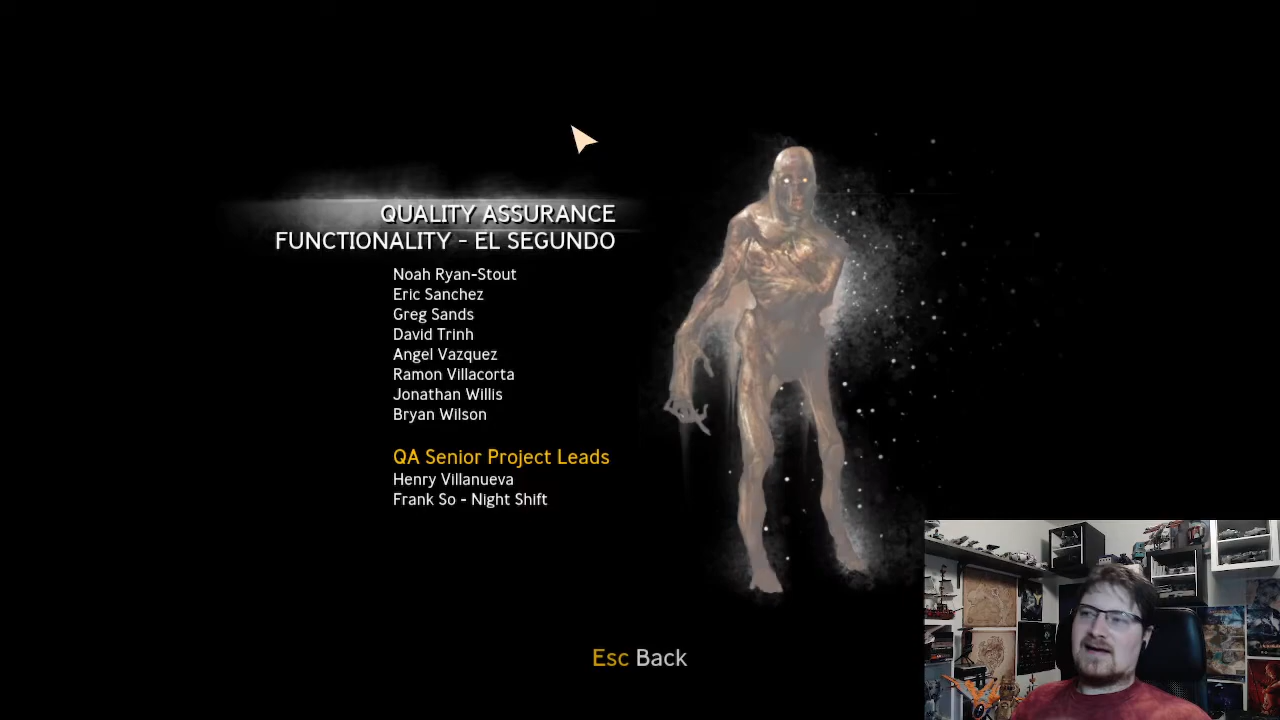 QUALITY ASSURANCE
FUNCTIONALITY - EL SEGUNDO
Noah Ryan-Stout
Eric Sanchez
Greg Sands
David Trinh
Angel Vazquez
Ramon Villacorta
Jonathan Willis
Bryan Wilson
QA Senior Project Leads
Henry Villanueva
Frank So - Night Shift
Esc Back